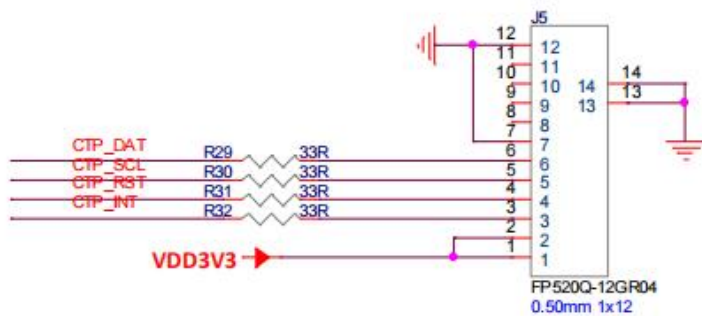 J5
12 12
11 11
10 10 14 14
9 9 13 13
8 8
7 7
CTP_DAT R29 33R 6 6
CTP_SCL R30 33R 5 5
CTP_RST R31 33R 4 4
CTP_INT R32 33R 3 3
2 2
VDD3V3 1 1
FP520Q-12GR04
0.50mm 1x12